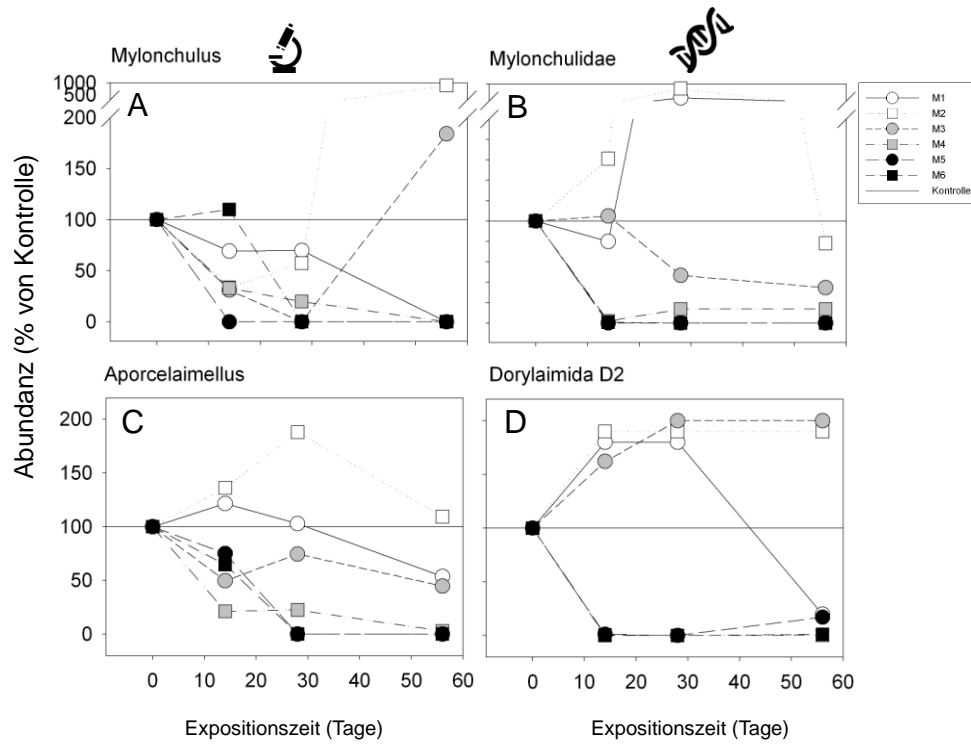 Mylonchulus
Mylonchulidae
1000
500
200
150
100
50
0
A
B
M1
M2
M3
M4
M5
M6
Kontrolle
Abundanz (% von Kontrolle)
Aporcelaimellus
Dorylaimida D2
200
150
100
50
0
C
D
0 10 20 30 40 50 60
0 10 20 30 40 50 60
Expositionszeit (Tage)
Expositionszeit (Tage)